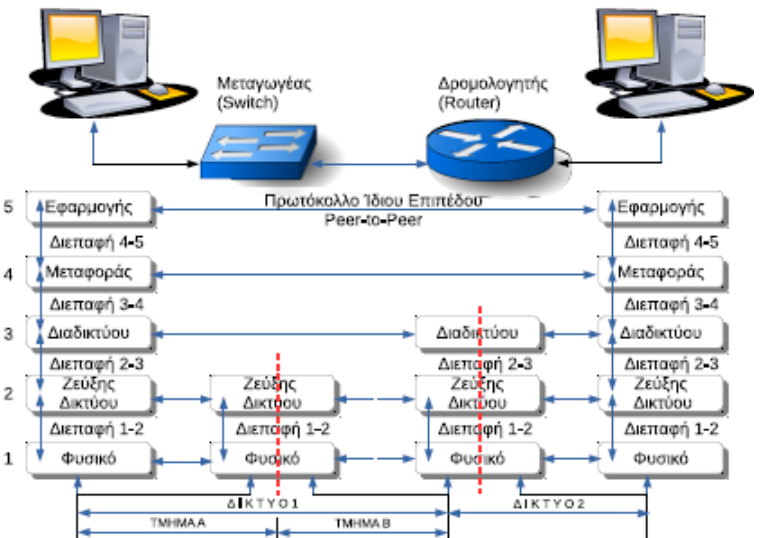 Μεταγωγέας
(Switch)
Δρομολογητής
(Router)
Πρωτόκολλο Ίδιου Επιπέδου
Peer-to-Peer
5 Εφαρμογής Εφαρμογής
Διεπαφή 4-5 Διεπαφή 4-5
4 Μεταφοράς Μεταφοράς
Διεπαφή 3-4 Διεπαφή 3-4
3 Διαδικτύου Διαδικτύου Διαδικτύου
Διεπαφή 2-3 Διεπαφή 2-3 Διεπαφή 2-3
2 Ζεύξης Ζεύξης Ζεύξης Ζεύξης
Δικτύου Δικτύου Δικτύου Δικτύου
Διεπαφή 1-2 Διεπαφή 1-2 Διεπαφή 1-2 Διεπαφή 1-2
1 Φυσικό Φυσικό Φυσικό Φυσικό
ΔΙΚΤΥΟ 1 ΔΙΚΤΥΟ 2
ΤΜΗΜΑ Α ΤΜΗΜΑ Β